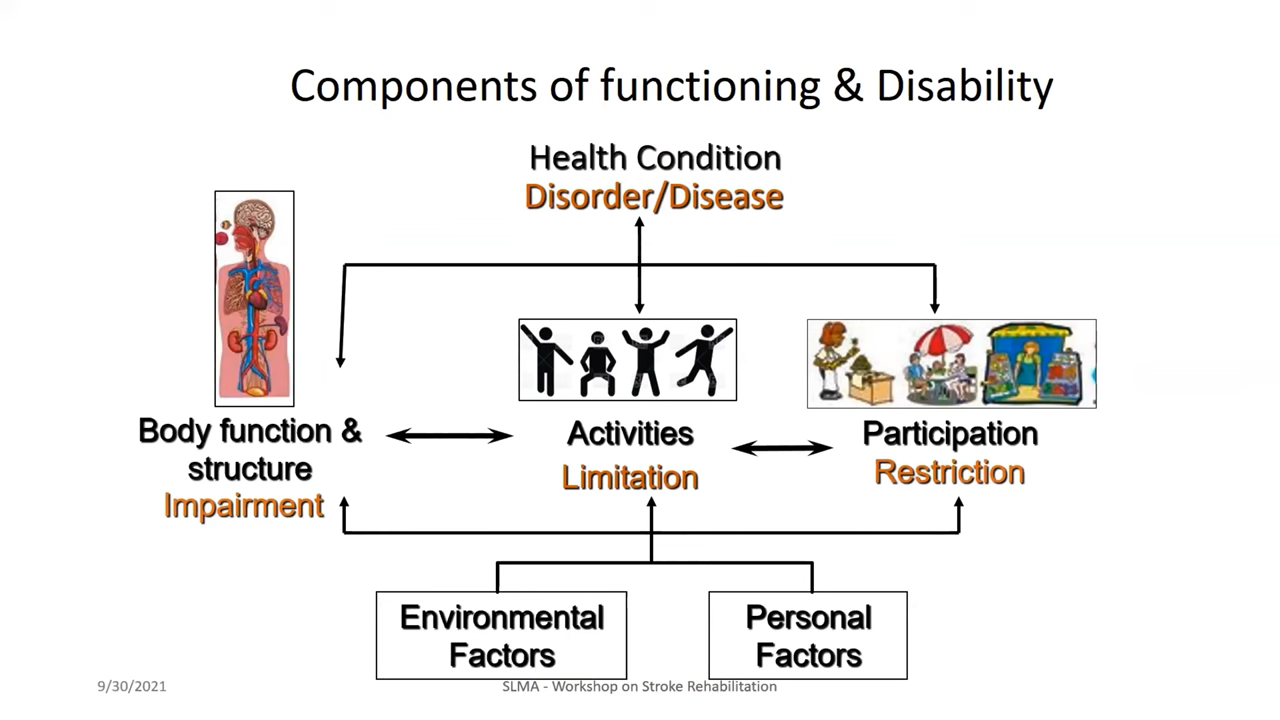 Components of functioning & Disability
Health Condition
Disorder/Disease
Body function &
structure
Impairment
Activities
Limitation
Participation
Restriction
Environmental
Factors
Personal
Factors
9/30/2021
SLMA - Workshop on Stroke Rehabilitation